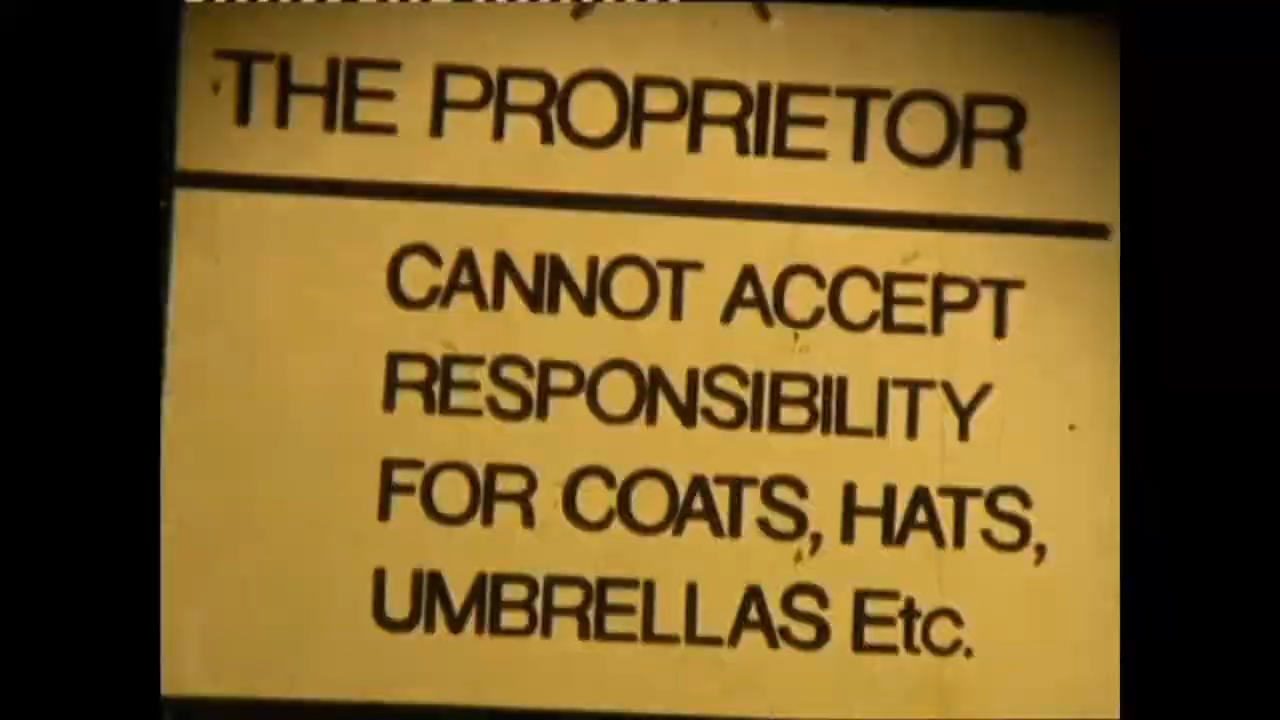 THE PROPRIETOR
CANNOT ACCEPT
RESPONSIBILITY
FOR COATS, HATS,
UMBRELLAS Etc.